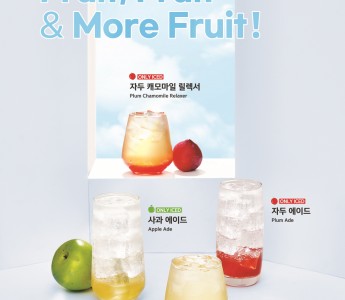 & More Fruit!
ONLY ICED
자두 캐모마일 릴렉서
Plum Chamomile Relaxer
ONLY ICED
사과 에이드
Apple Ade
ONLY ICED
자두 에이드
Plum Ade